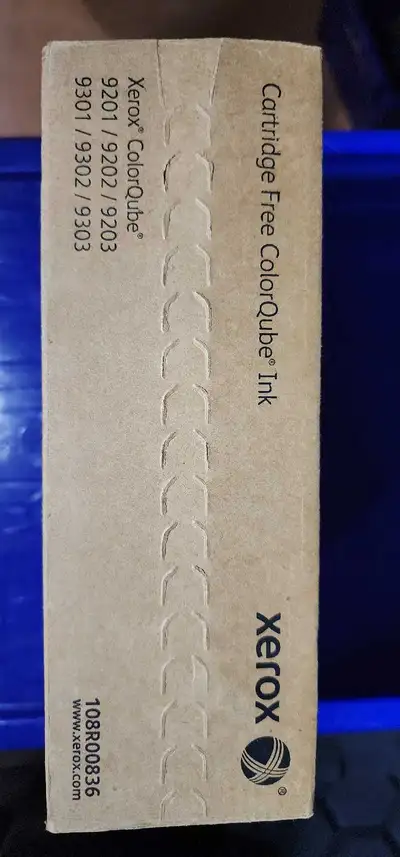 Cartridge Free ColorQube® Ink
xerox®
Xerox® ColorQube®
9201 / 9202 / 9203
9301 / 9302 / 9303
108R00836
www.xerox.com